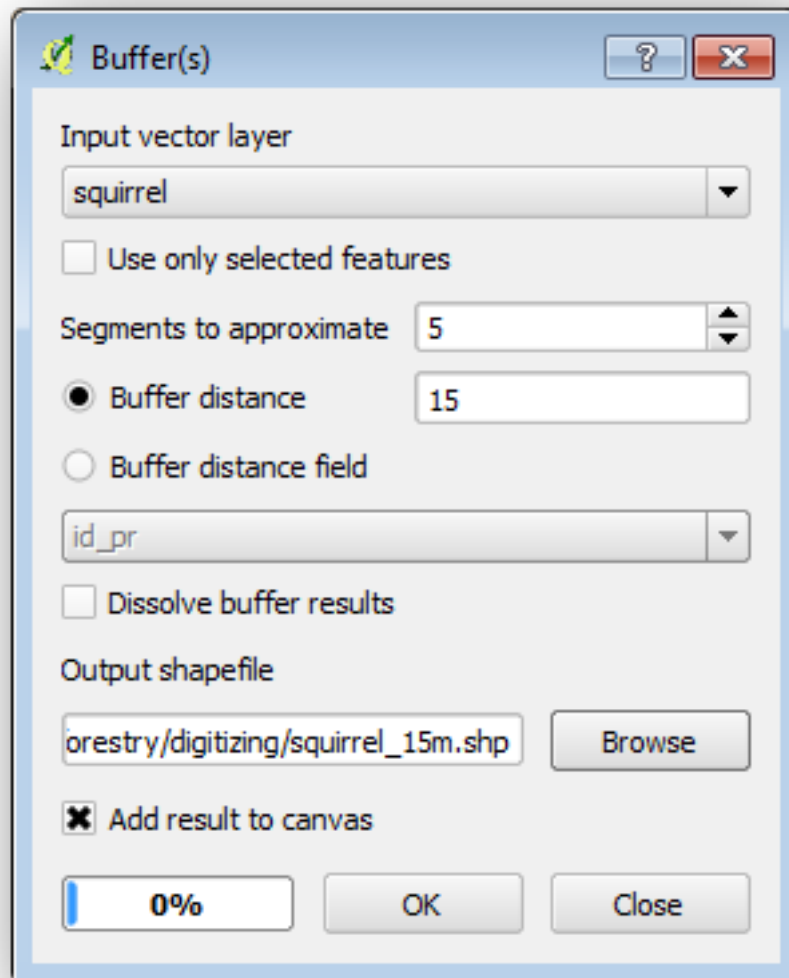 Buffer(s)
Input vector layer
squirrel
Use only selected features
Segments to approximate 5
Buffer distance 15
Buffer distance field
id_pr
Dissolve buffer results
Output shapefile
orestry/digitizing/squirrel_15m.shp Browse
Add result to canvas
0% OK Close